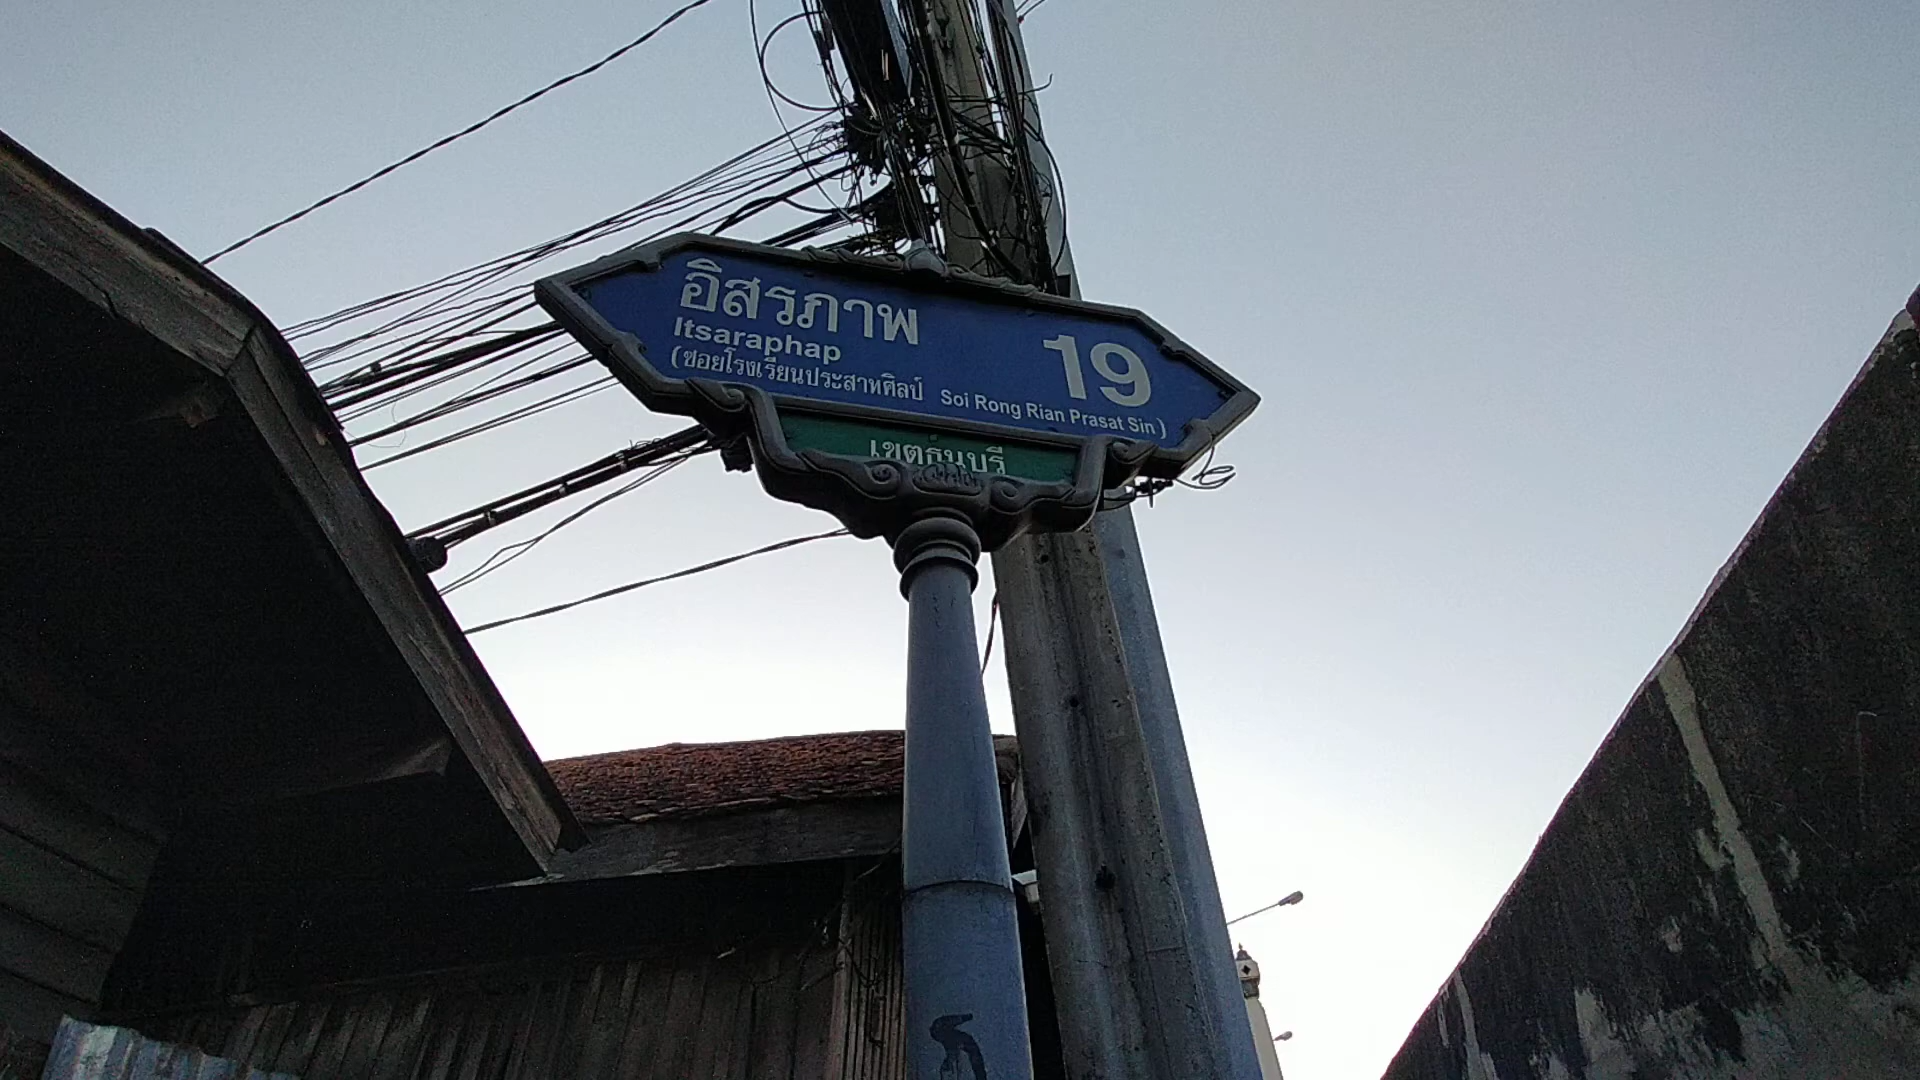 อิสรภาพ 19
Itsaraphap
(ซอยโรงเรียนประสาทศิลป์ Soi Rong Rian Prasat Sin)
เขตธนบุรี